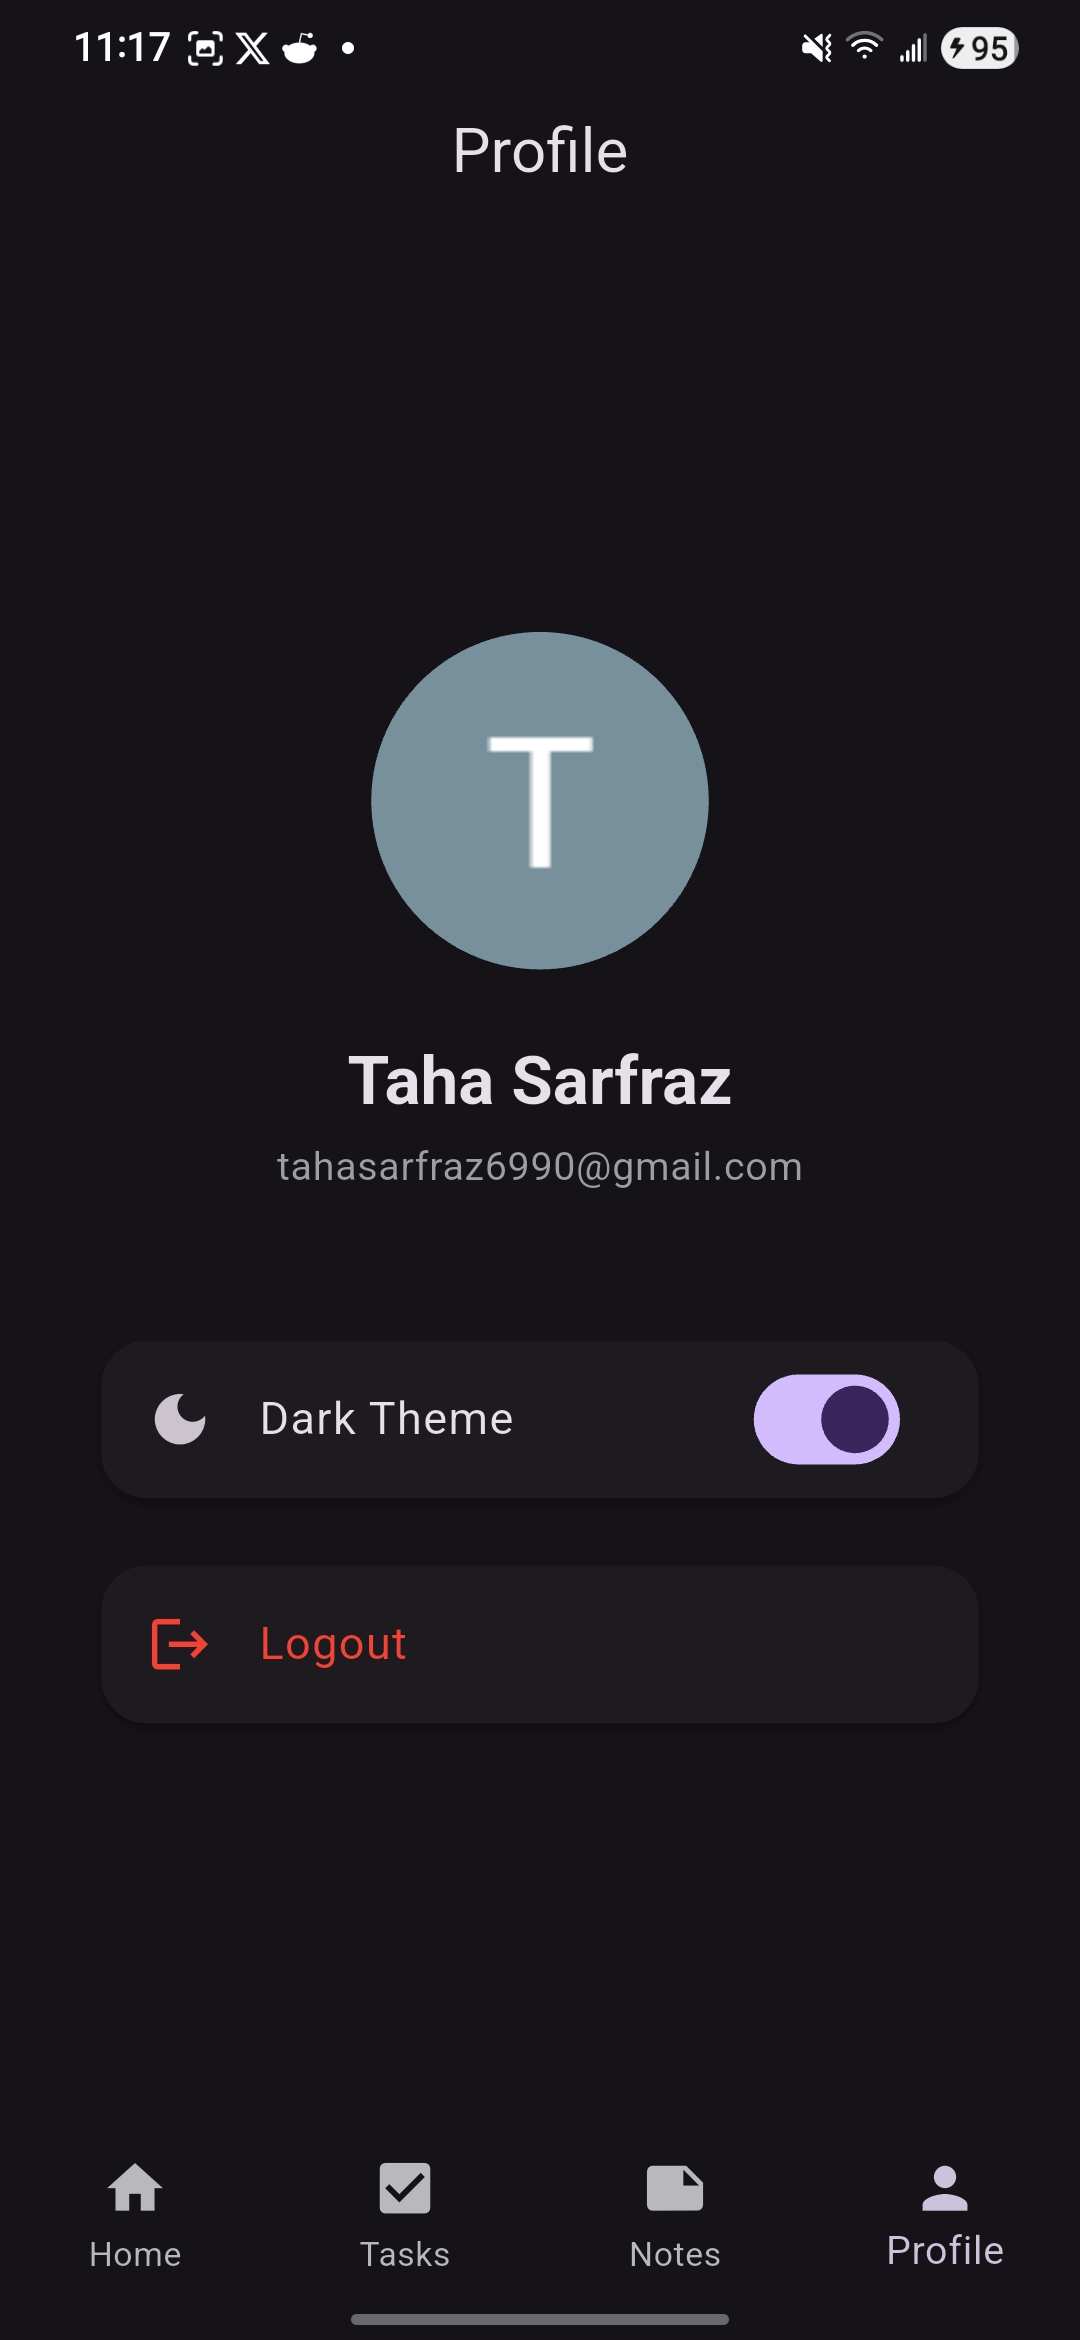 11:17
95
Profile
T
Taha Sarfraz
tahasarfraz6990@gmail.com
Dark Theme
Logout
Home
Tasks
Notes
Profile